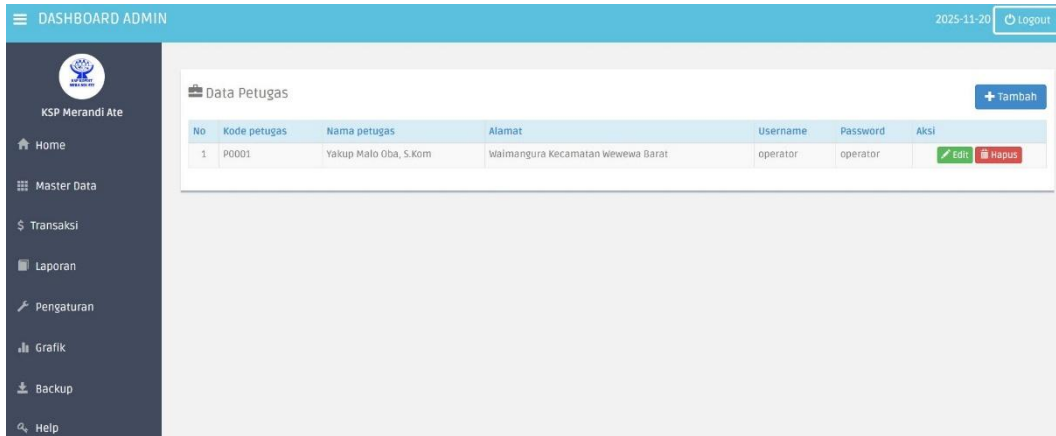 DASHBOARD ADMIN
2025-11-20 Logout
KSP Merandi Ate
Home
Master Data
$ Transaksi
Laporan
Pengaturan
Grafik
Backup
Help
Data Petugas
+ Tambah
No Kode petugas Nama petugas Alamat Username Password Aksi
1 P0001 Yakup Malo Oba, S.Kom Waimangura Kecamatan Wewewa Barat operator operator Edit Hapus